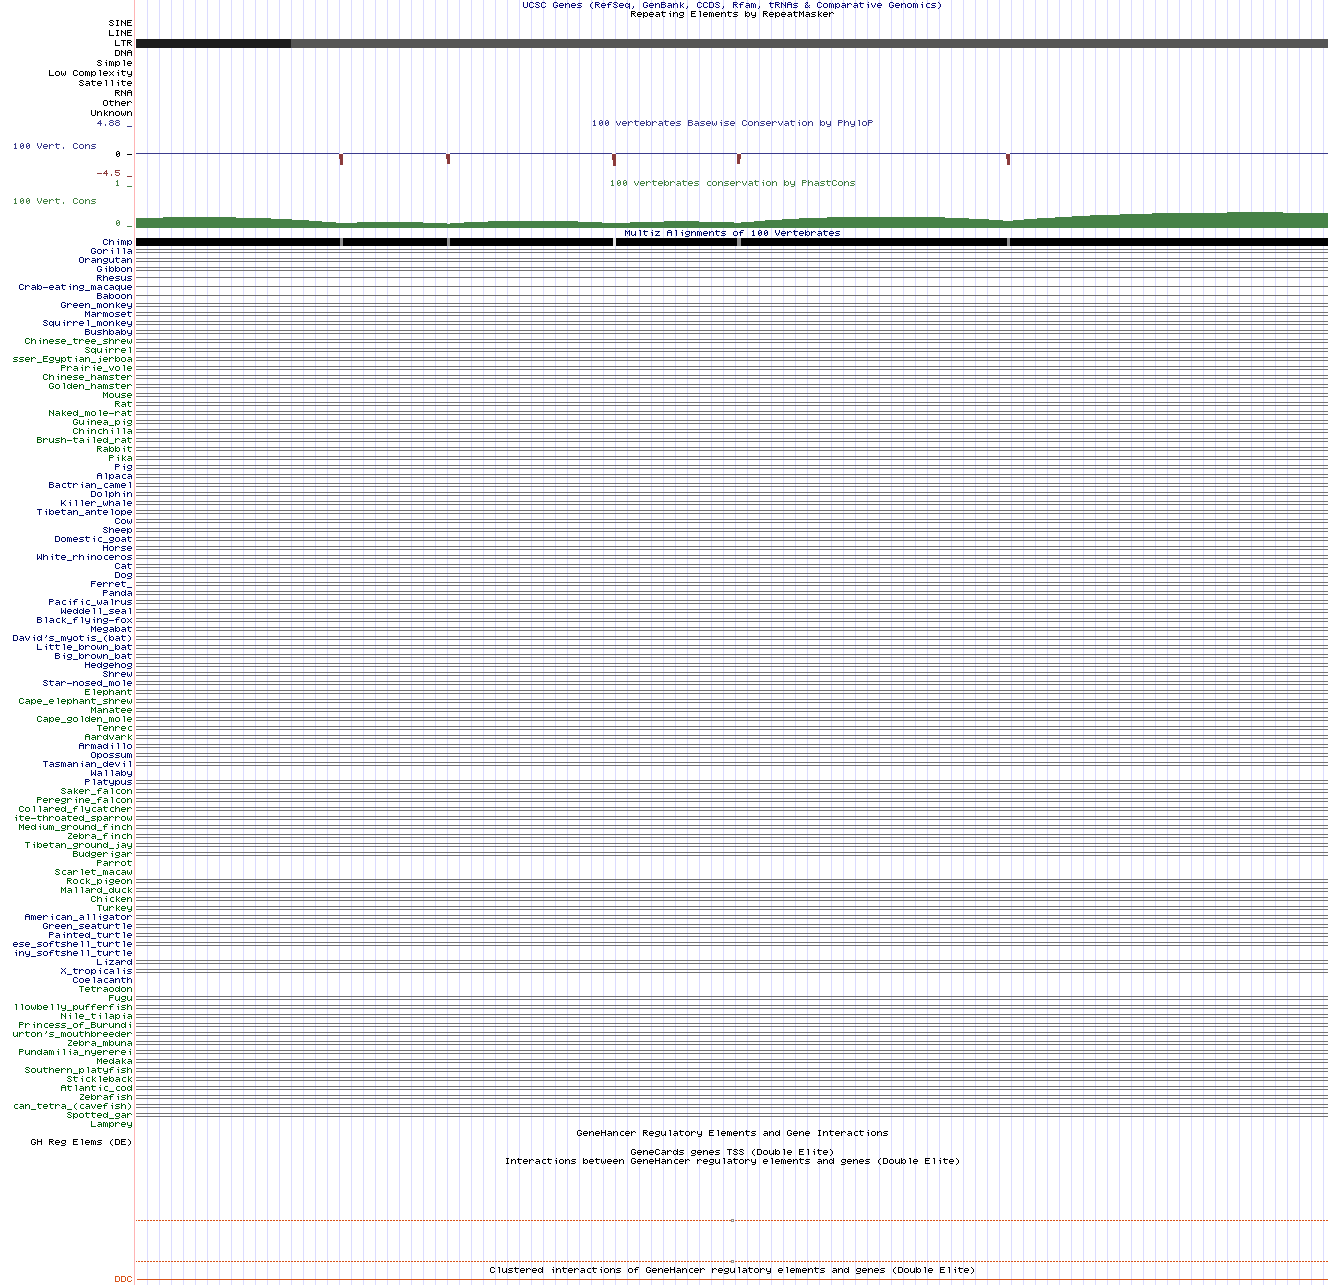 UCSC Genes (RefSeq, GenBank, CCDS, Rfam, tRNAs & Comparative Genomics)
Repeating Elements by RepeatMasker
SINE
LINE
LTR
DNA
Simple
Low Complexity
Satellite
RNA
Other
Unknown
4.88 _
100 vertebrates Basewise Conservation by PhyloP
100 Vert. Cons
0 -
-4.5 _
1 _
100 vertebrates conservation by PhastCons
100 Vert. Cons
0 _
Multiz Alignments of 100 Vertebrates
Chimp
Gorilla
Orangutan
Gibbon
Rhesus
Crab-eating_macaque
Baboon
Green_monkey
Marmoset
Squirrel_monkey
Bushbaby
Chinese_tree_shrew
Squirrel
sser_Egyptian_jerboa
Prairie_vole
Chinese_hamster
Golden_hamster
Mouse
Rat
Naked_mole-rat
Guinea_pig
Chinchilla
Brush-tailed_rat
Rabbit
Pika
Pig
Alpaca
Bactrian_camel
Dolphin
Killer_whale
Tibetan_antelope
Cow
Sheep
Domestic_goat
Horse
White_rhinoceros
Cat
Dog
Ferret_
Panda
Pacific_walrus
Weddell_seal
Black_flying-fox
Megabat
David's_myotis_(bat)
Little_brown_bat
Big_brown_bat
Hedgehog
Shrew
Star-nosed_mole
Elephant
Cape_elephant_shrew
Manatee
Cape_golden_mole
Tenrec
Aardvark
Armadillo
Opossum
Tasmanian_devil
Wallaby
Platypus
Saker_falcon
Peregrine_falcon
Collared_flycatcher
ite-throated_sparrow
Medium_ground_finch
Zebra_finch
Tibetan_ground_jay
Budgerigar
Parrot
Scarlet_macaw
Rock_pigeon
Mallard_duck
Chicken
Turkey
American_alligator
Green_seaturtle
Painted_turtle
ese_softshell_turtle
iny_softshell_turtle
Lizard
X_tropicalis
Coelacanth
Tetraodon
Fugu
llowbelly_pufferfish
Nile_tilapia
Princess_of_Burundi
urton's_mouthbreeder
Zebra_mbuna
Pundamilia_nyererei
Medaka
Southern_platyfish
Stickleback
Atlantic_cod
Zebrafish
can_tetra_(cavefish)
Spotted_gar
Lamprey
GeneHancer Regulatory Elements and Gene Interactions
GH Reg Elems (DE)
GeneCards genes TSS (Double Elite)
Interactions between GeneHancer regulatory elements and genes (Double Elite)
Clustered interactions of GeneHancer regulatory elements and genes (Double Elite)
DDC